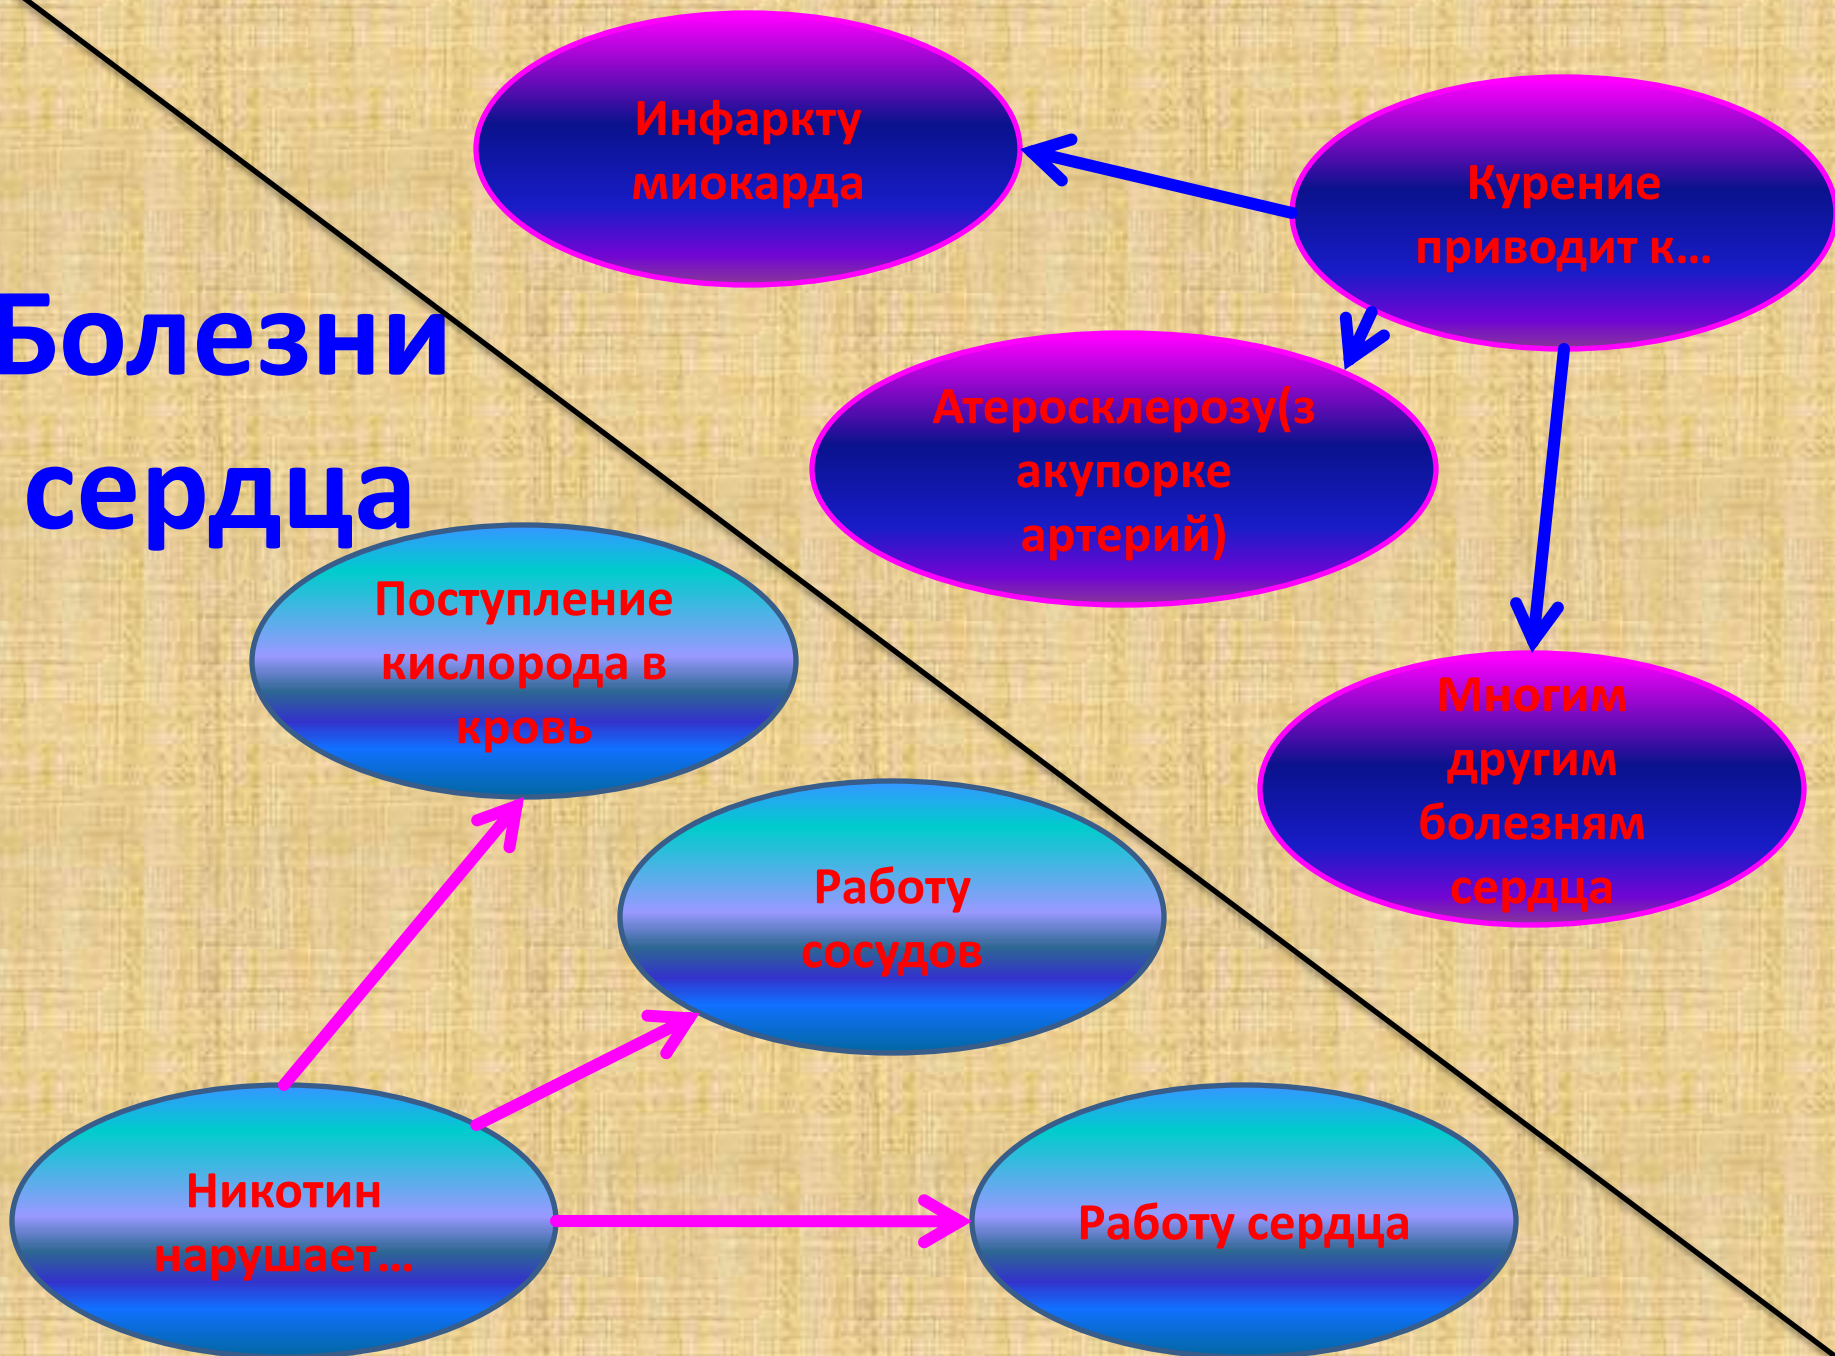 Болезни
сердца
Инфаркту
миокарда
Курение
приводит к...
Атеросклерозу(з
акупорке
артерий)
Многим
другим
болезням
сердца
Поступление
кислорода в
кровь
Работу
сосудов
Никотин
нарушает...
Работу сердца